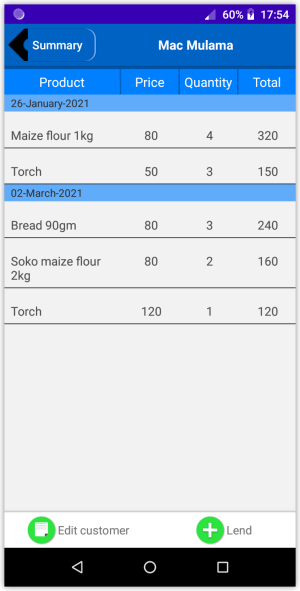 60% 17:54
Summary Mac Mulama
Product Price Quantity Total
26-January-2021
Maize flour 1kg 80 4 320
Torch 50 3 150
02-March-2021
Bread 90gm 80 3 240
Soko maize flour 80 2 160
2kg
Torch 120 1 120
Edit customer Lend